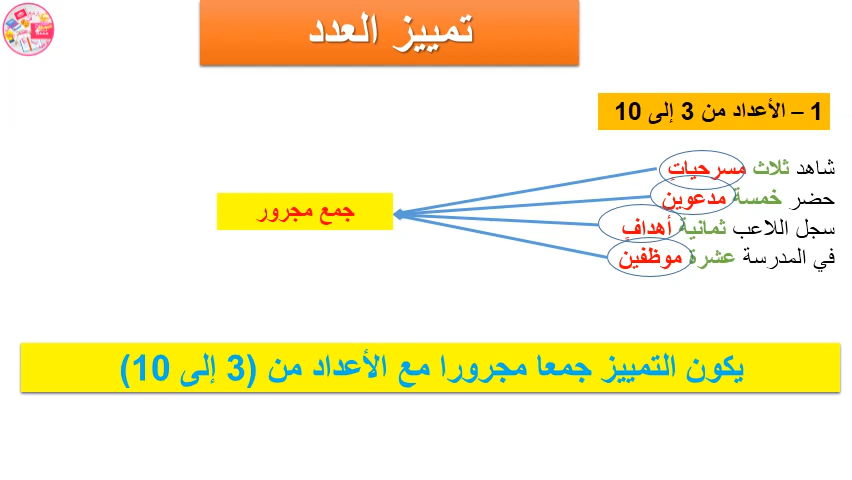 تمييز العدد
1 – الأعداد من 3 إلى 10
شاهد ثلاث مسرحياتٍ
حضر خمسة مدعوين
سجل اللاعب ثمانية أهدافٍ
في المدرسة عشرة موظفين
جمع مجرور
يكون التمييز جمعا مجرورا مع الأعداد من (3 إلى 10)